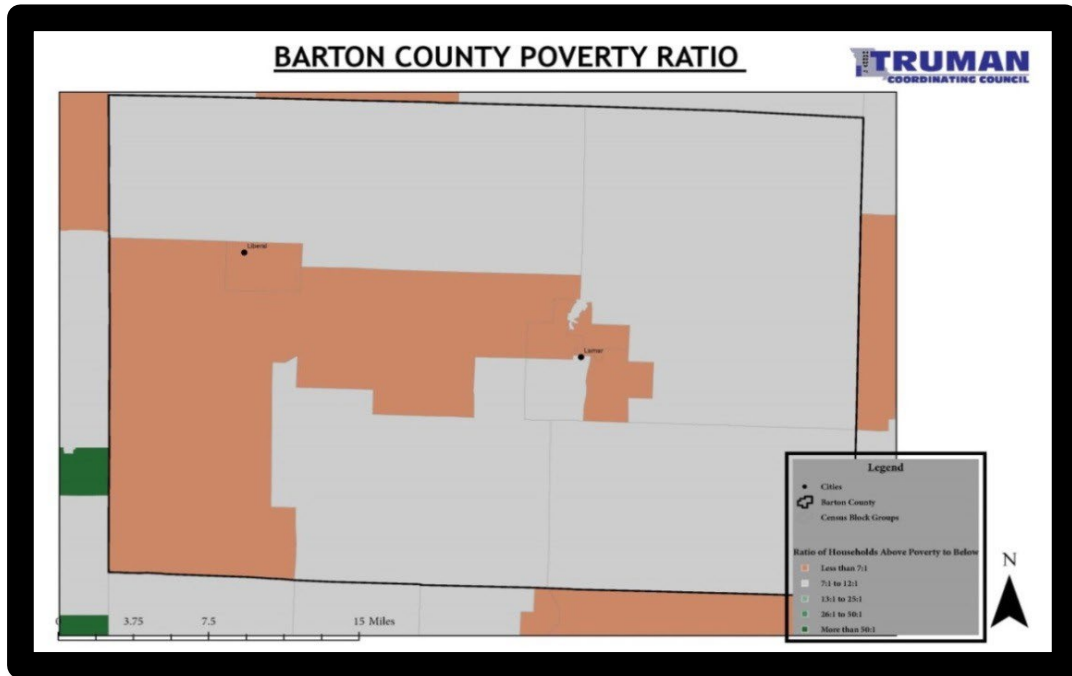 BARTON COUNTY POVERTY RATIO
TRUMAN
COORDINATING COUNCIL
Liberal
Lamar
Legend
Cities
Barton County
Census Block Groups
Ratio of Households Above Poverty to Below
Less than 7:1
7:1 to 12:1
13:1 to 25:1
26:1 to 50:1
More than 50:1
N
0 3.75 7.5 15 Miles